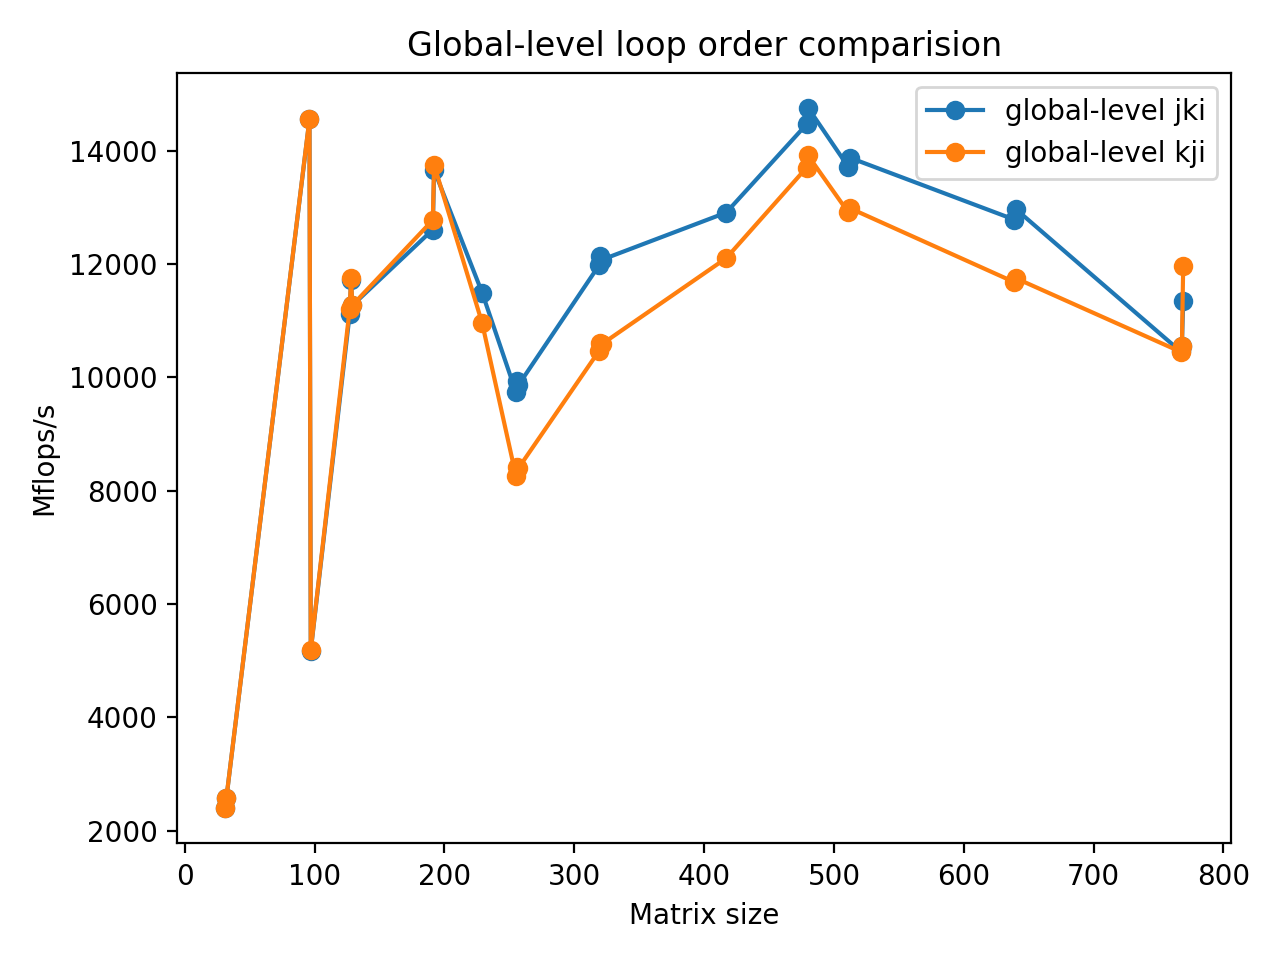 Global-level loop order comparision
global-level jki
global-level kji
14000
12000
10000
8000
6000
4000
2000
Mflops/s
0 100 200 300 400 500 600 700 800
Matrix size